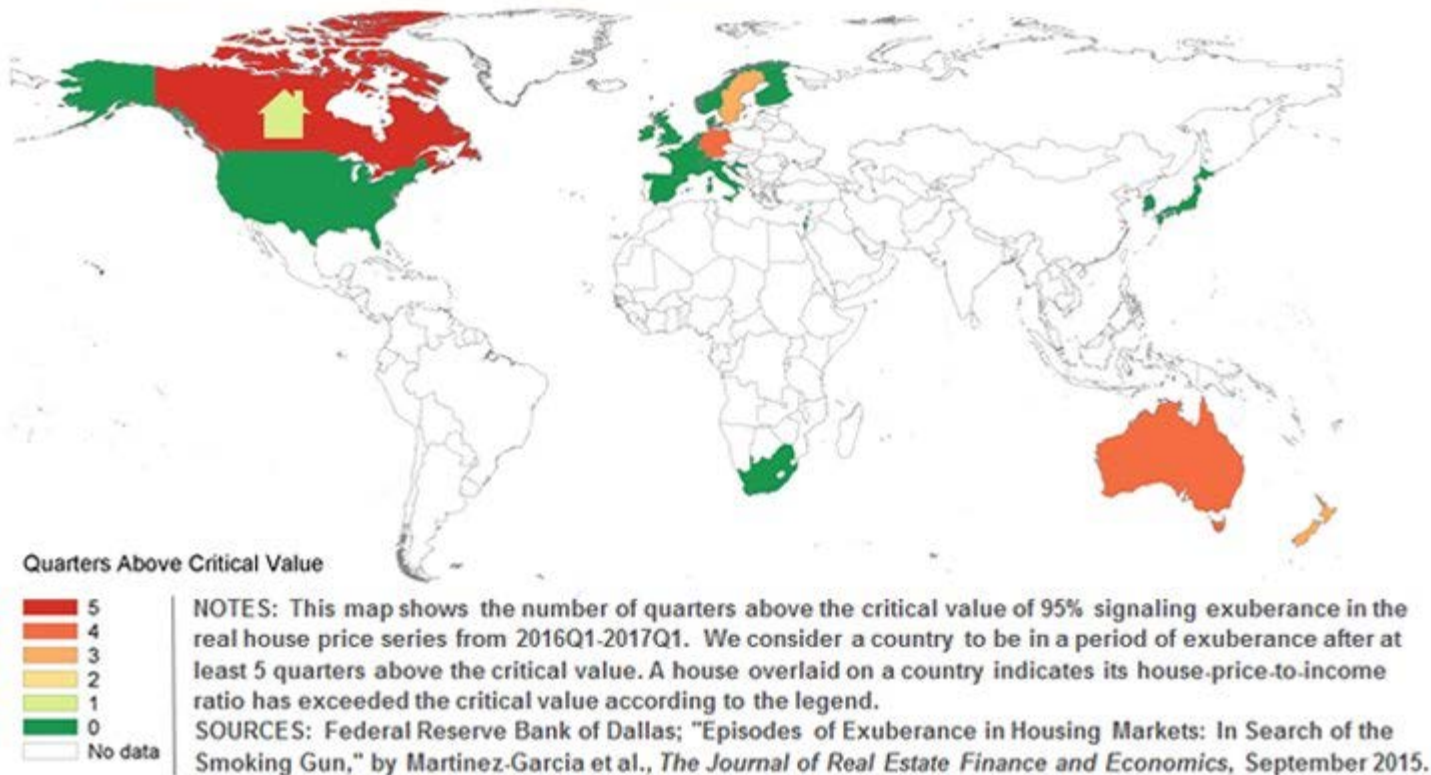 Quarters Above Critical Value
5
4
3
2
1
0
No data
NOTES: This map shows the number of quarters above the critical value of 95% signaling exuberance in the
real house price series from 2016Q1-2017Q1. We consider a country to be in a period of exuberance after at
least 5 quarters above the critical value. A house overlaid on a country indicates its house-price-to-income
ratio has exceeded the critical value according to the legend.
SOURCES: Federal Reserve Bank of Dallas; "Episodes of Exuberance in Housing Markets: In Search of the
Smoking Gun," by Martinez-Garcia et al., The Journal of Real Estate Finance and Economics, September 2015.